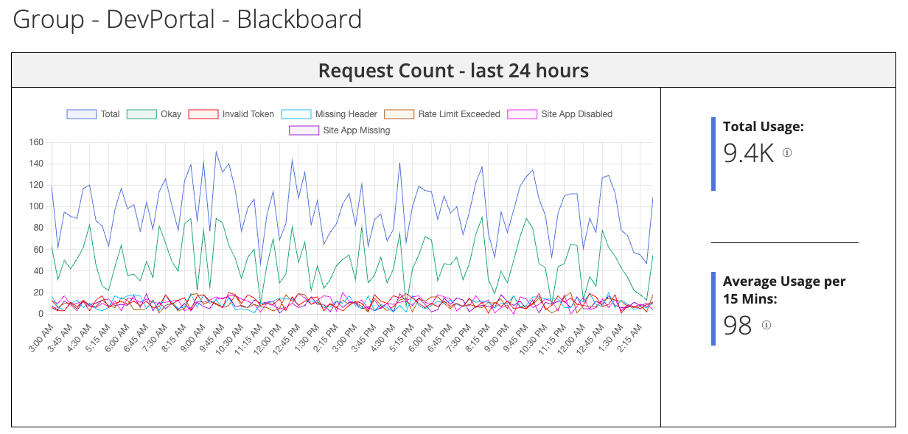 Group - DevPortal - Blackboard
Request Count - last 24 hours
Total Okay Invalid Token Missing Header Rate Limit Exceeded Site App Disabled
Site App Missing
160
140
120
100
80
60
40
20
0
3:00 AM 3:45 AM 4:30 AM 5:15 AM 6:00 AM 6:45 AM 7:30 AM 8:15 AM 9:00 AM 9:45 AM 10:30 AM 11:15 AM 12:00 PM 12:45 PM 1:30 PM 2:15 PM 3:00 PM 3:45 PM 4:30 PM 5:15 PM 6:00 PM 6:45 PM 7:30 PM 8:15 PM 9:00 PM 9:45 PM 10:30 PM 11:15 PM 12:00 AM 12:45 AM 1:30 AM 2:15 AM
Total Usage:
9.4K
Average Usage per
15 Mins:
98